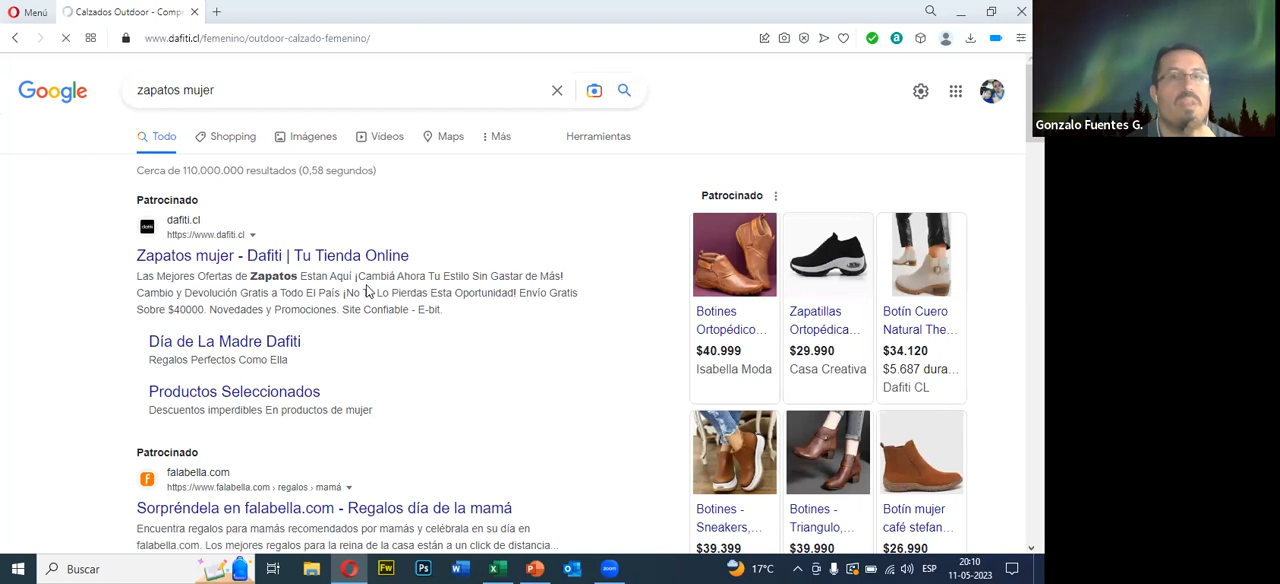 Menú
Calzados Outdoor - Comp
www.dafiti.cl/femenino/outdoor-calzado-femenino/
Google
zapatos mujer
Todo
Shopping
Imágenes
Videos
Maps
Más
Herramientas
Cerca de 110.000.000 resultados (0,58 segundos)
Patrocinado
dafiti
dafiti.cl
https://www.dafiti.cl
Zapatos mujer - Dafiti | Tu Tienda Online
Las Mejores Ofertas de Zapatos Estan Aquí ¡Cambiá Ahora Tu Estilo Sin Gastar de Más!
Cambio y Devolución Gratis a Todo El País ¡No T Lo Pierdas Esta Oportunidad! Envío Gratis
Sobre $40000. Novedades y Promociones. Site Confiable - E-bit.
Día de La Madre Dafiti
Regalos Perfectos Como Ella
Productos Seleccionados
Descuentos imperdibles En productos de mujer
Patrocinado
falabella.com
https://www.falabella.com › regalos › mamá
Sorpréndela en falabella.com - Regalos día de la mamá
Encuentra regalos para mamás recomendados por mamás y celébrala en su día en
falabella.com. Los mejores regalos para la reina de la casa están a un click de distancia...
Patrocinado
Botines
Ortopédico...
$40.999
Isabella Moda
Zapatillas
Ortopédica...
$29.990
Casa Creativa
Botín Cuero
Natural The...
$34.120
$5.687 dura...
Dafiti CL
Botines -
Sneakers,...
$39.399
Botines -
Triangulo,...
$39.990
Botín mujer
café stefan...
$26.990
Gonzalo Fuentes G.
Buscar
Fw
Ps
zoom
17°C
ESP
20:10
11-05-2023